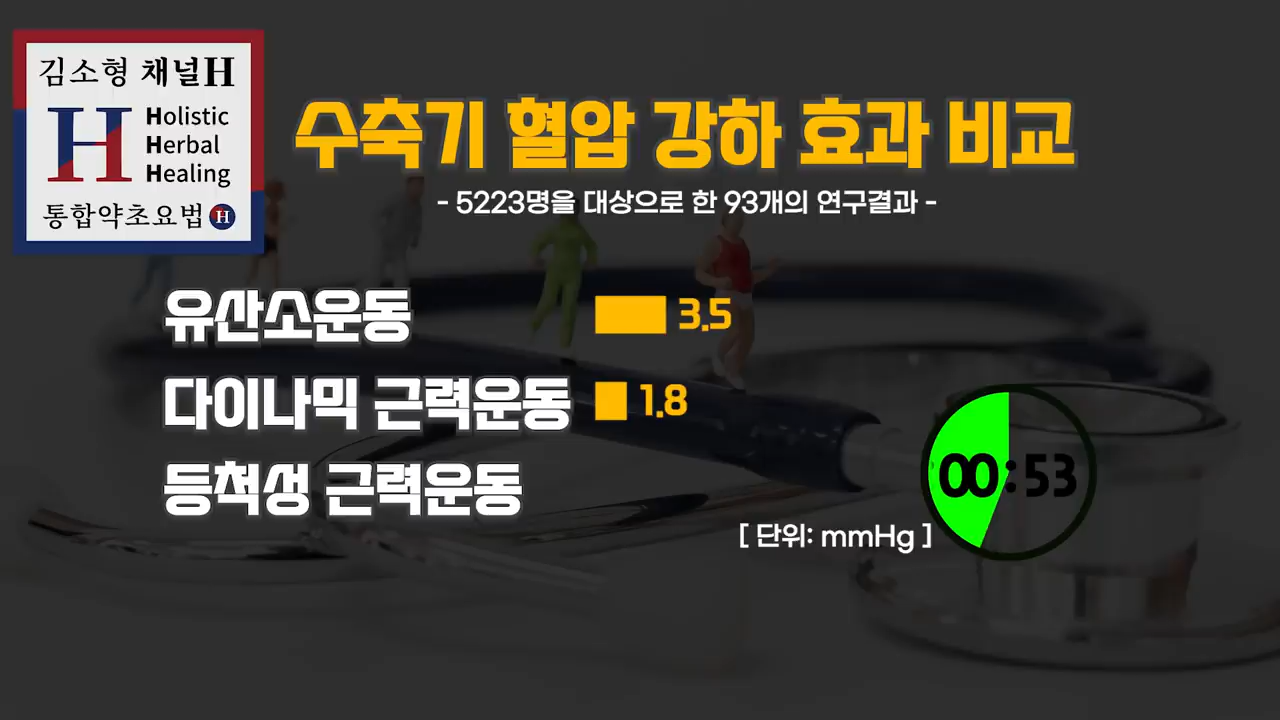 김소형 채널H
H Holistic
Herbal
Healing
통합약초요법 H
수축기 혈압 강하 효과 비교
- 5223명을 대상으로 한 93개의 연구결과 -
유산소운동 3.5
다이나믹 근력운동 1.8
등척성 근력운동
00:53
[ 단위: mmHg ]